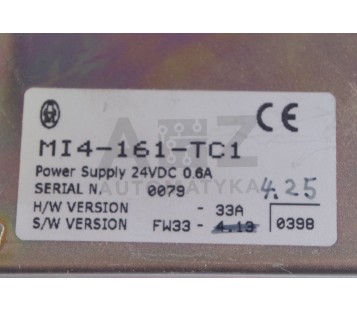 CE
MI4-161-TC1
Power Supply 24VDC 0.6A
SERIAL N. 0079 4.25
H/W VERSION - 33A
S/W VERSION FW33 - 4.13 0398
AUTOMATYKA